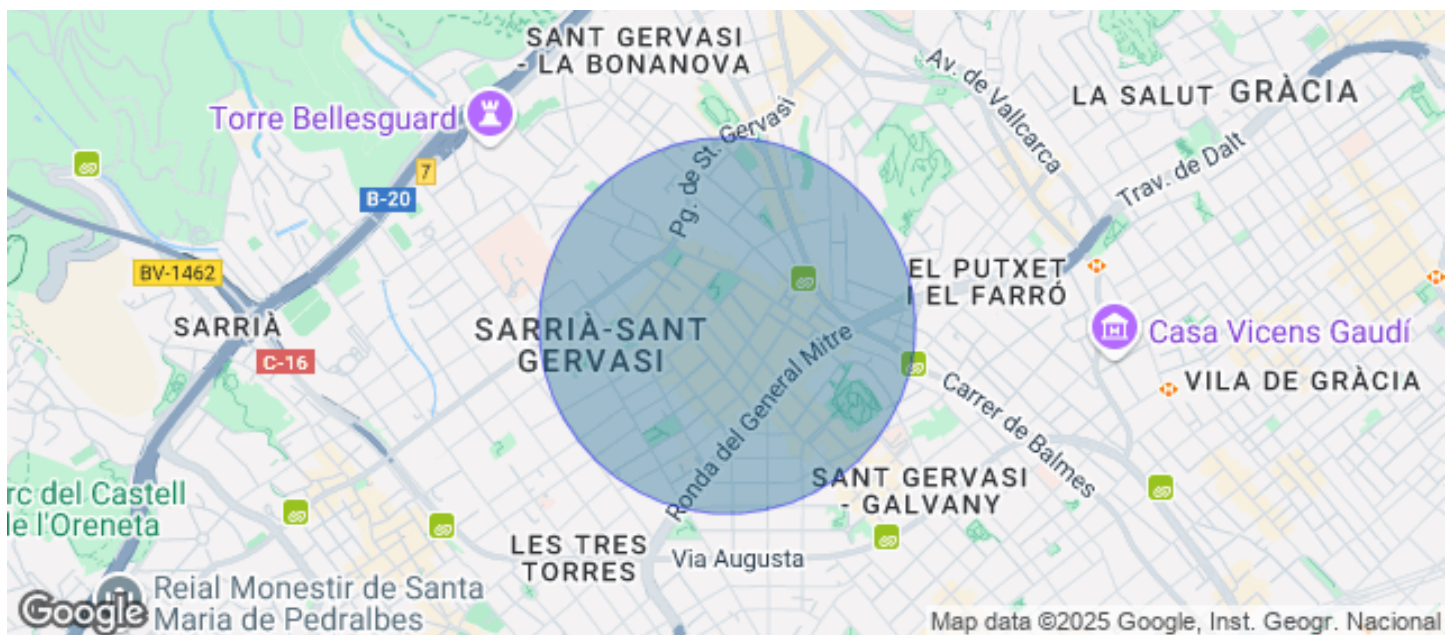 SANT GERVASI
- LA BONANOVA
Av. de Vallcarca
LA SALUT
GRÀCIA
Torre Bellesguard
Pg. de St. Gervasi
Trav. de Dalt
7
B-20
BV-1462
EL PUTXET
I EL FARRÓ
SARRIÀ
SARRIÀ-SANT
GERVASI
Casa Vicens Gaudí
C-16
Ronda del General Mitre
VILA DE GRÀCIA
Carrer de Balmes
SANT GERVASI
- GALVANY
rc del Castell
de l'Oreneta
LES TRES
TORRES
Via Augusta
Reial Monestir de Santa
Maria de Pedralbes
Google
Map data ©2025 Google, Inst. Geogr. Nacional